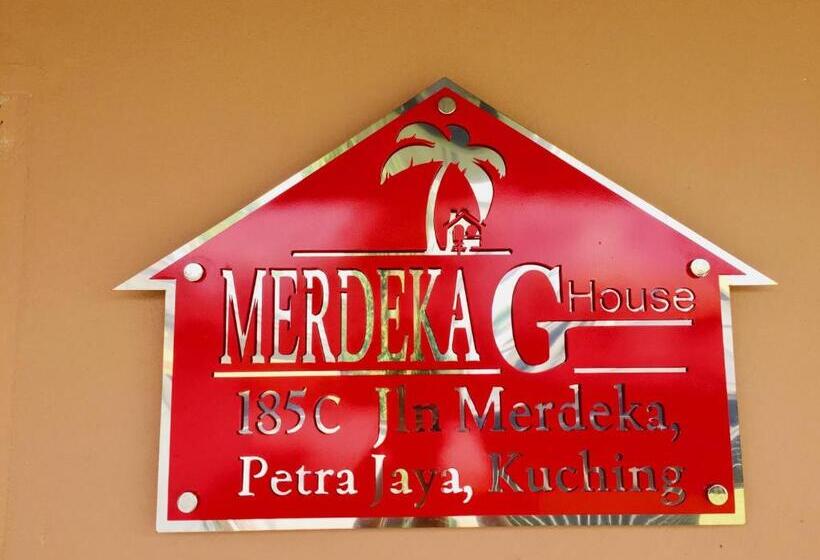 MERDEKA G House
185C Jln Merdeka,
Petra Jaya, Kuching